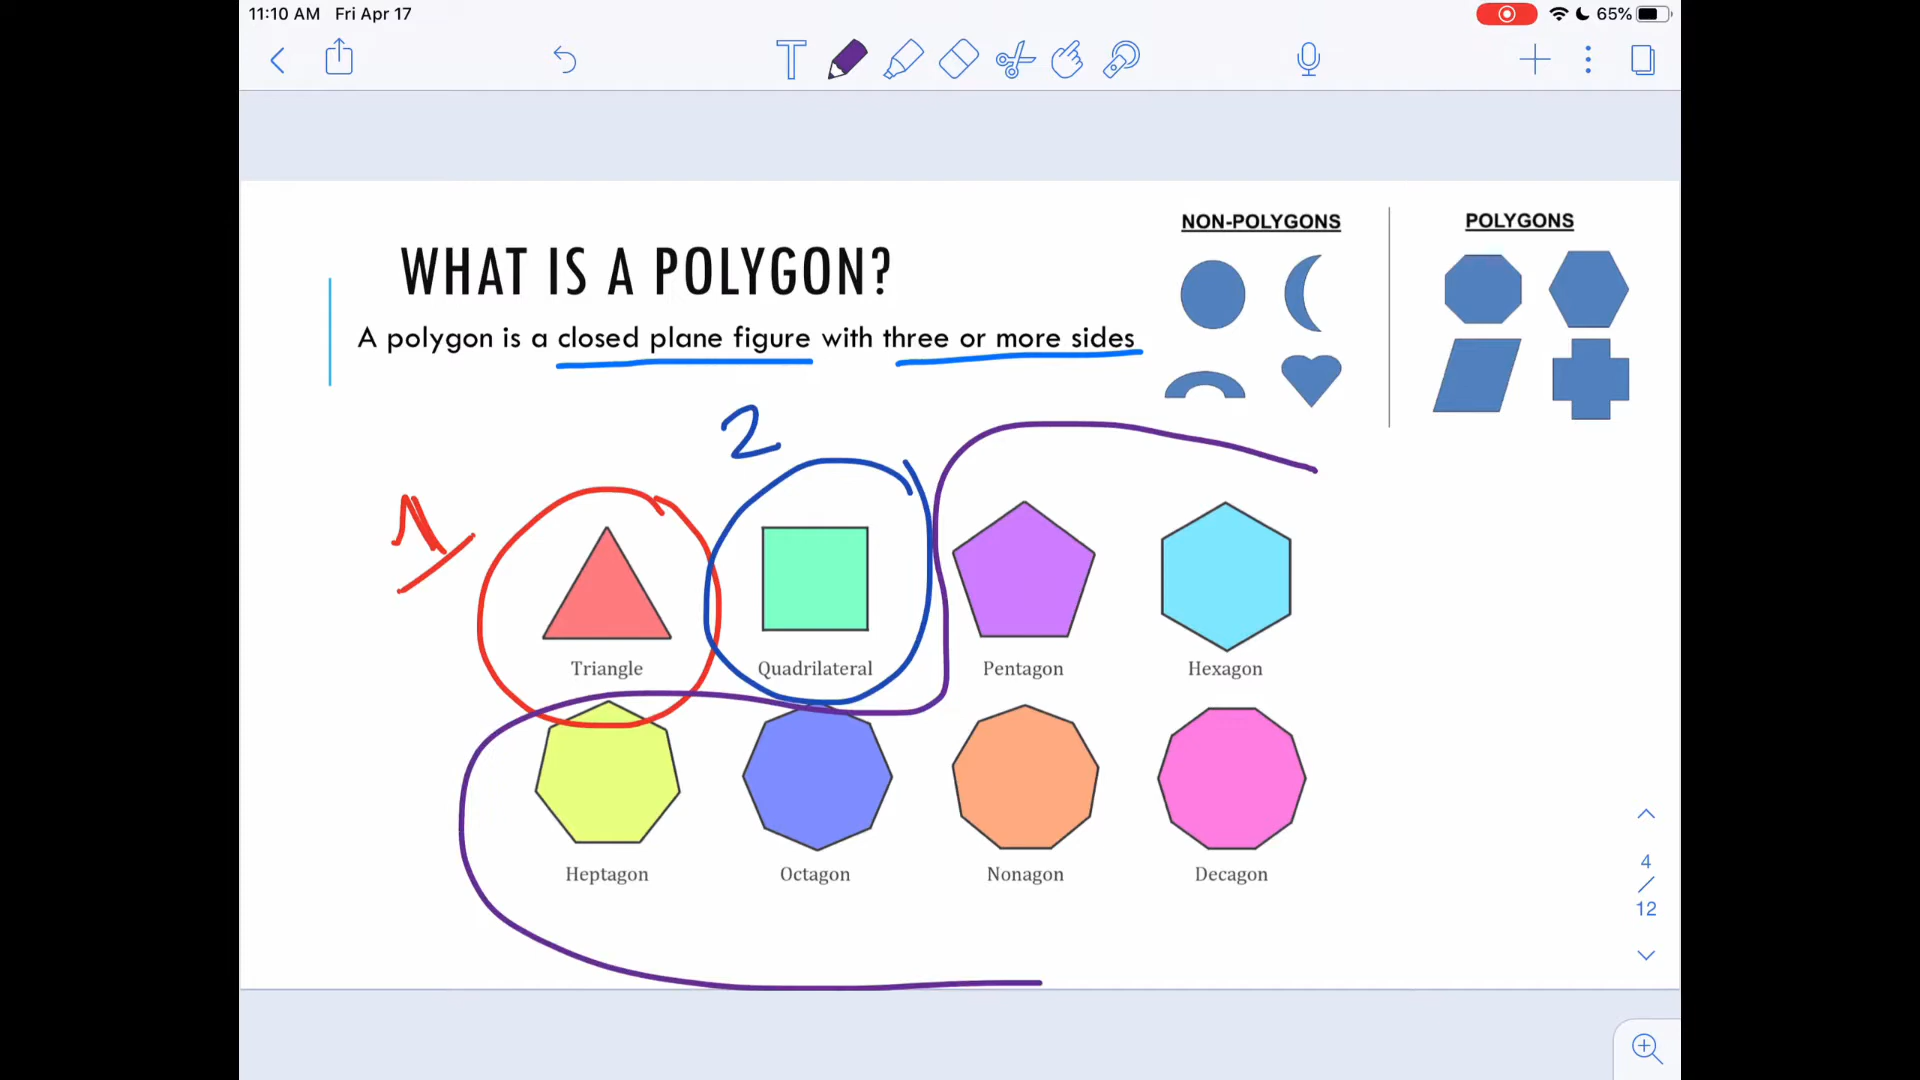 11:10 AM Fri Apr 17
65%
NON-POLYGONS
POLYGONS
WHAT IS A POLYGON?
A polygon is a closed plane figure with three or more sides
2
1
Triangle
Quadrilateral
Pentagon
Hexagon
Heptagon
Octagon
Nonagon
Decagon
4
/
12